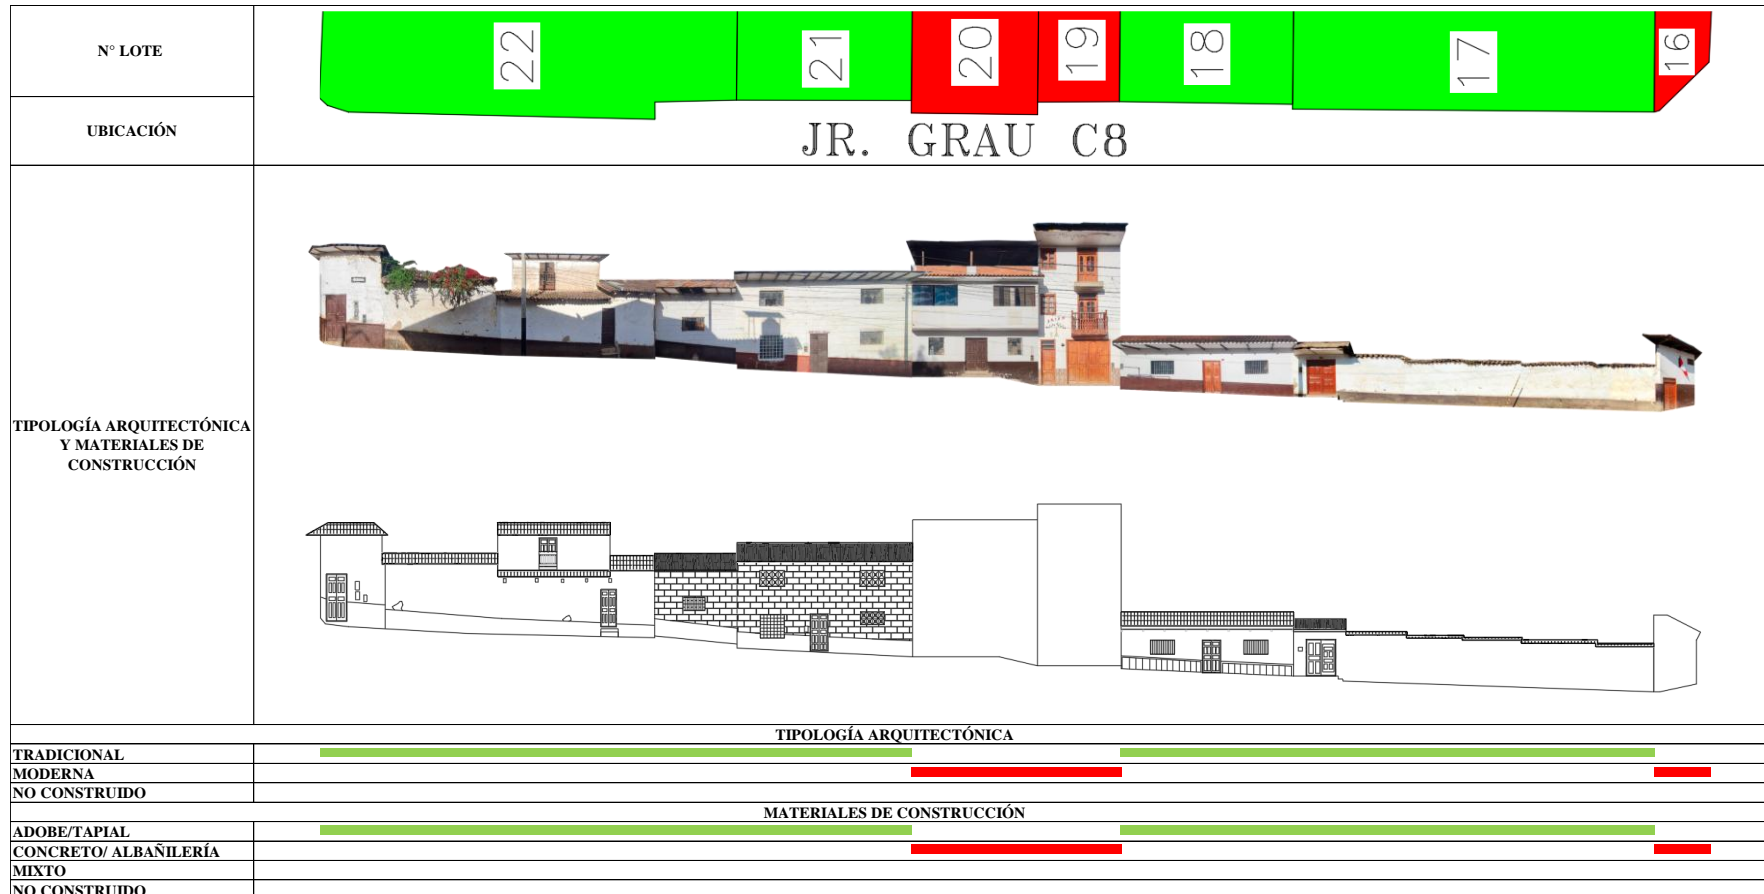 N° LOTE
22
21
20
19
18
17
16
UBICACIÓN
JR. GRAU C8
TIPOLOGÍA ARQUITECTÓNICA
Y MATERIALES DE
CONSTRUCCIÓN
TIPOLOGÍA ARQUITECTÓNICA
TRADICIONAL
MODERNA
NO CONSTRUIDO
MATERIALES DE CONSTRUCCIÓN
ADOBE/TAPIAL
CONCRETO/ ALBAÑILERÍA
MIXTO
NO CONSTRUIDO